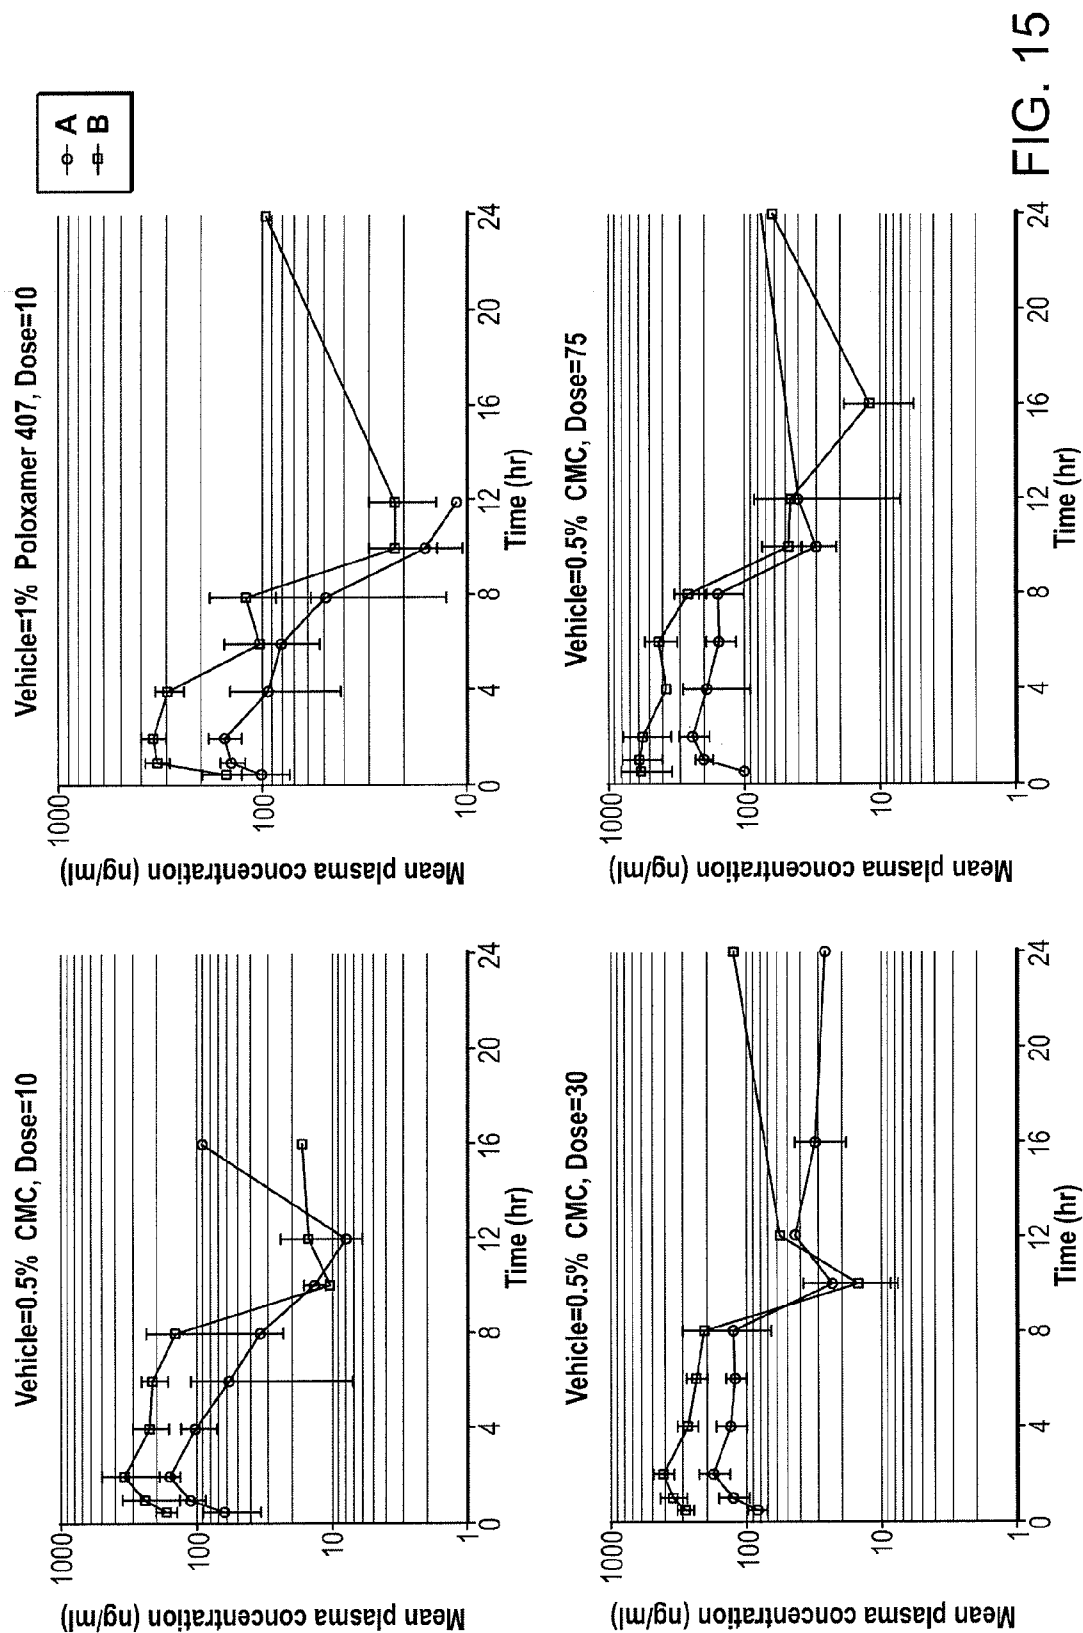 Vehicle=0.5% CMC, Dose=10
Mean plasma concentration (ng/ml)
1000
100
10
1
0
4
8
12
16
20
24
Time (hr)
Vehicle=1% Poloxamer 407, Dose=10
Mean plasma concentration (ng/ml)
1000
100
10
0
4
8
12
16
20
24
Time (hr)
A
B
Vehicle=0.5% CMC, Dose=30
Mean plasma concentration (ng/ml)
1000
100
10
1
0
4
8
12
16
20
24
Time (hr)
Vehicle=0.5% CMC, Dose=75
Mean plasma concentration (ng/ml)
1000
100
10
1
0
4
8
12
16
20
24
Time (hr)
FIG. 15